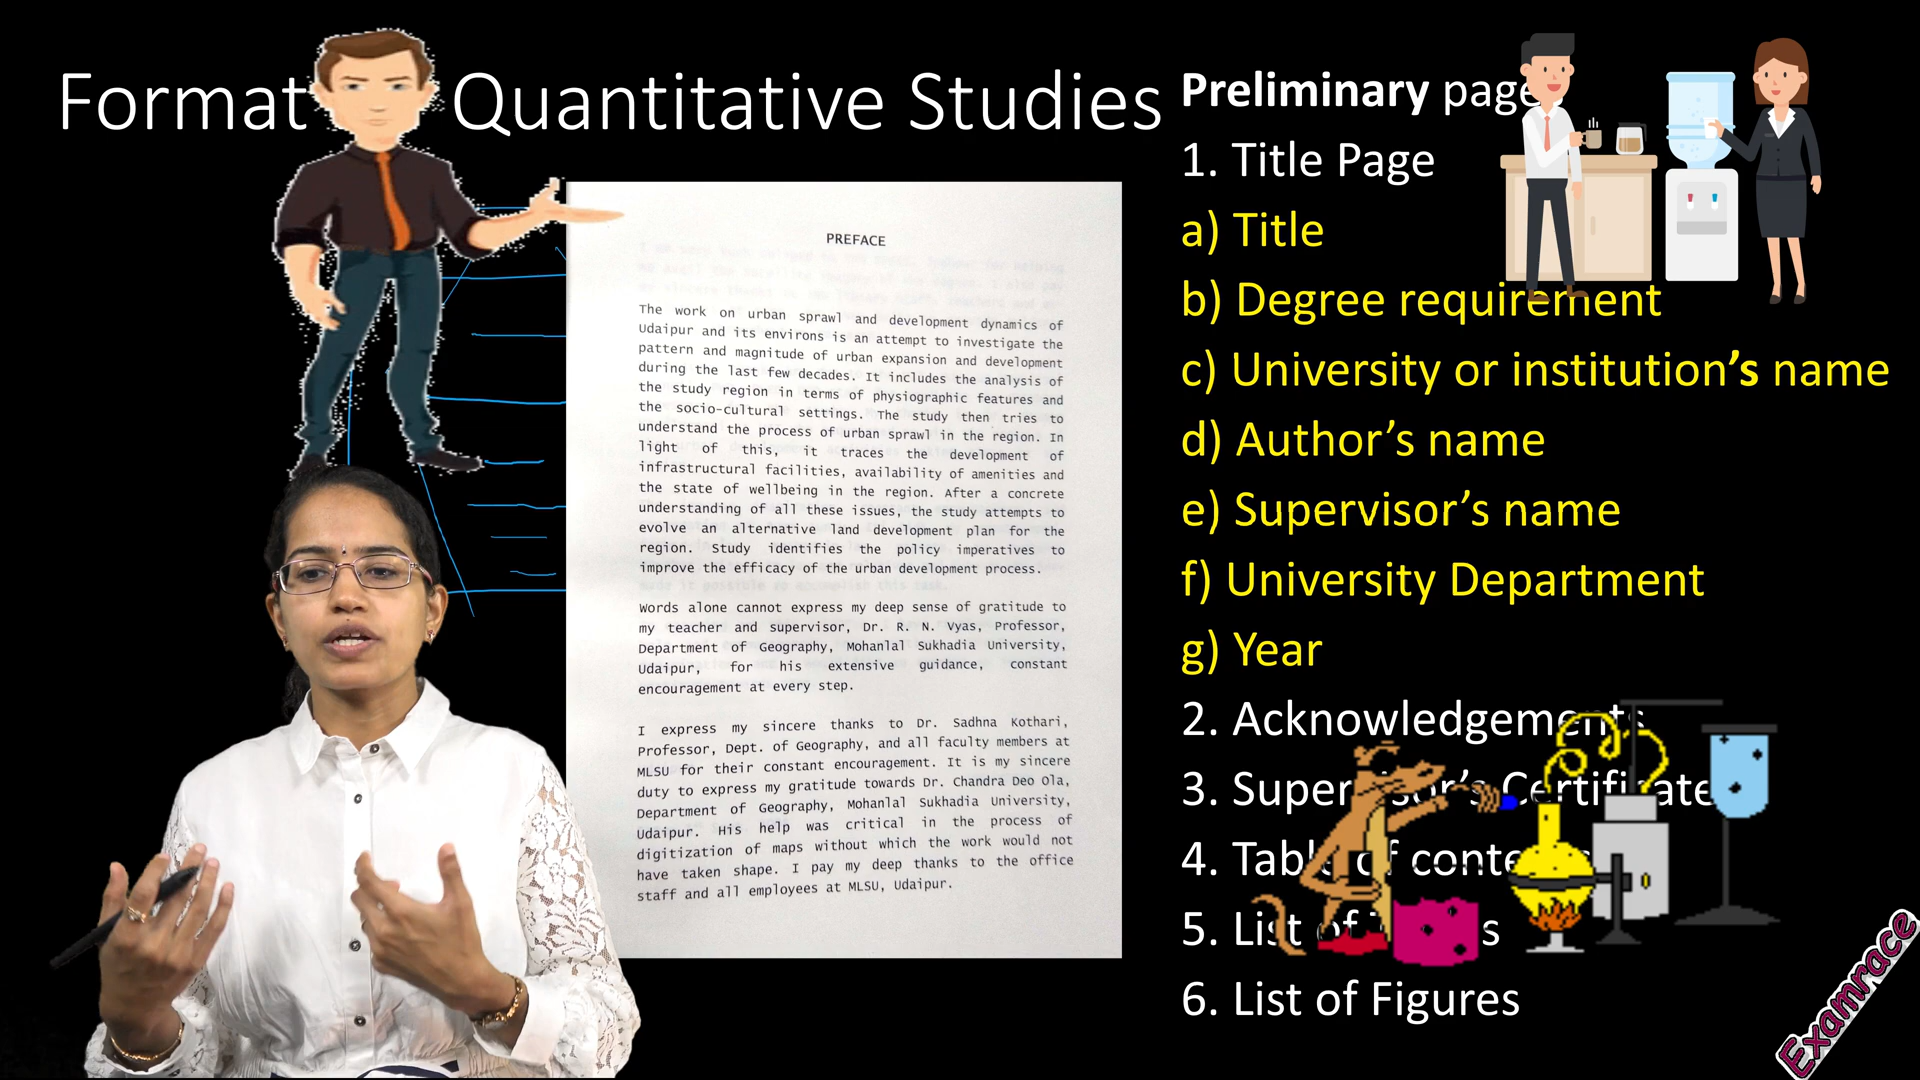 Format Quantitative Studies
PREFACE
The work on urban sprawl and development dynamics of
Udaipur and its environs is an attempt to investigate the
pattern and magnitude of urban expansion and development
during the last few decades. It includes the analysis of
the study region in terms of physiographic features and
the socio-cultural settings. The study then tries to
understand the process of urban sprawl in the region. In
light of this, it traces the development of
infrastructural facilities, availability of amenities and
the state of wellbeing in the region. After a concrete
understanding of all these issues, the study attempts to
evolve an alternative land development plan for the
region. Study identifies the policy imperatives to
improve the efficacy of the urban development process.
Words alone cannot express my deep sense of gratitude to
my teacher and supervisor, Dr. R. N. Vyas, Professor,
Department of Geography, Mohanlal Sukhadia University,
Udaipur, for his extensive guidance, constant
encouragement at every step.
I express my sincere thanks to Dr. Sadhna Kothari,
Professor, Dept. of Geography, and all faculty members at
MLSU for their constant encouragement. It is my sincere
duty to express my gratitude towards Dr. Chandra Deo Ola,
Department of Geography, Mohanlal Sukhadia University,
Udaipur. His help was critical in the process of
digitization of maps without which the work would not
have taken shape. I pay my deep thanks to the office
staff and all employees at MLSU, Udaipur.
Preliminary page
1. Title Page
a) Title
b) Degree requirement
c) University or institution's name
d) Author's name
e) Supervisor's name
f) University Department
g) Year
2. Acknowledgements
3. Supervisor's Certificate
4. Table of contents
5. List of
6. List of Figures
Examrace